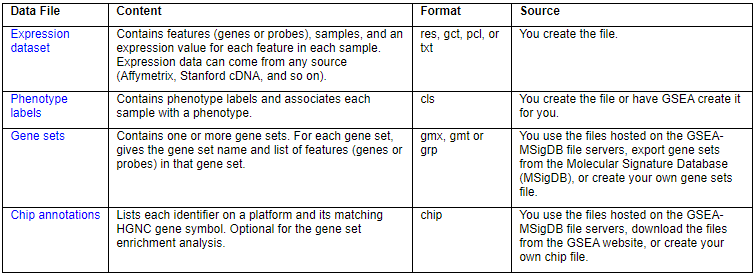 Data File Content Format Source
Expression dataset
Contains features (genes or probes), samples, and an
expression value for each feature in each sample.
Expression data can come from any source
(Affymetrix, Stanford cDNA, and so on).
res, gct, pcl, or
txt
You create the file.
Phenotype
labels
Contains phenotype labels and associates each
sample with a phenotype.
cls
You create the file or have GSEA create it
for you.
Gene sets
Contains one or more gene sets. For each gene set,
gives the gene set name and list of features (genes or
probes) in that gene set.
gmx, gmt or
grp
You use the files hosted on the GSEA-
MSigDB file servers, export gene sets
from the Molecular Signature Database
(MSigDB), or create your own gene sets
file.
Chip annotations
Lists each identifier on a platform and its matching
HGNC gene symbol. Optional for the gene set
enrichment analysis.
chip
You use the files hosted on the GSEA-
MSigDB file servers, download the files
from the GSEA website, or create your
own chip file.